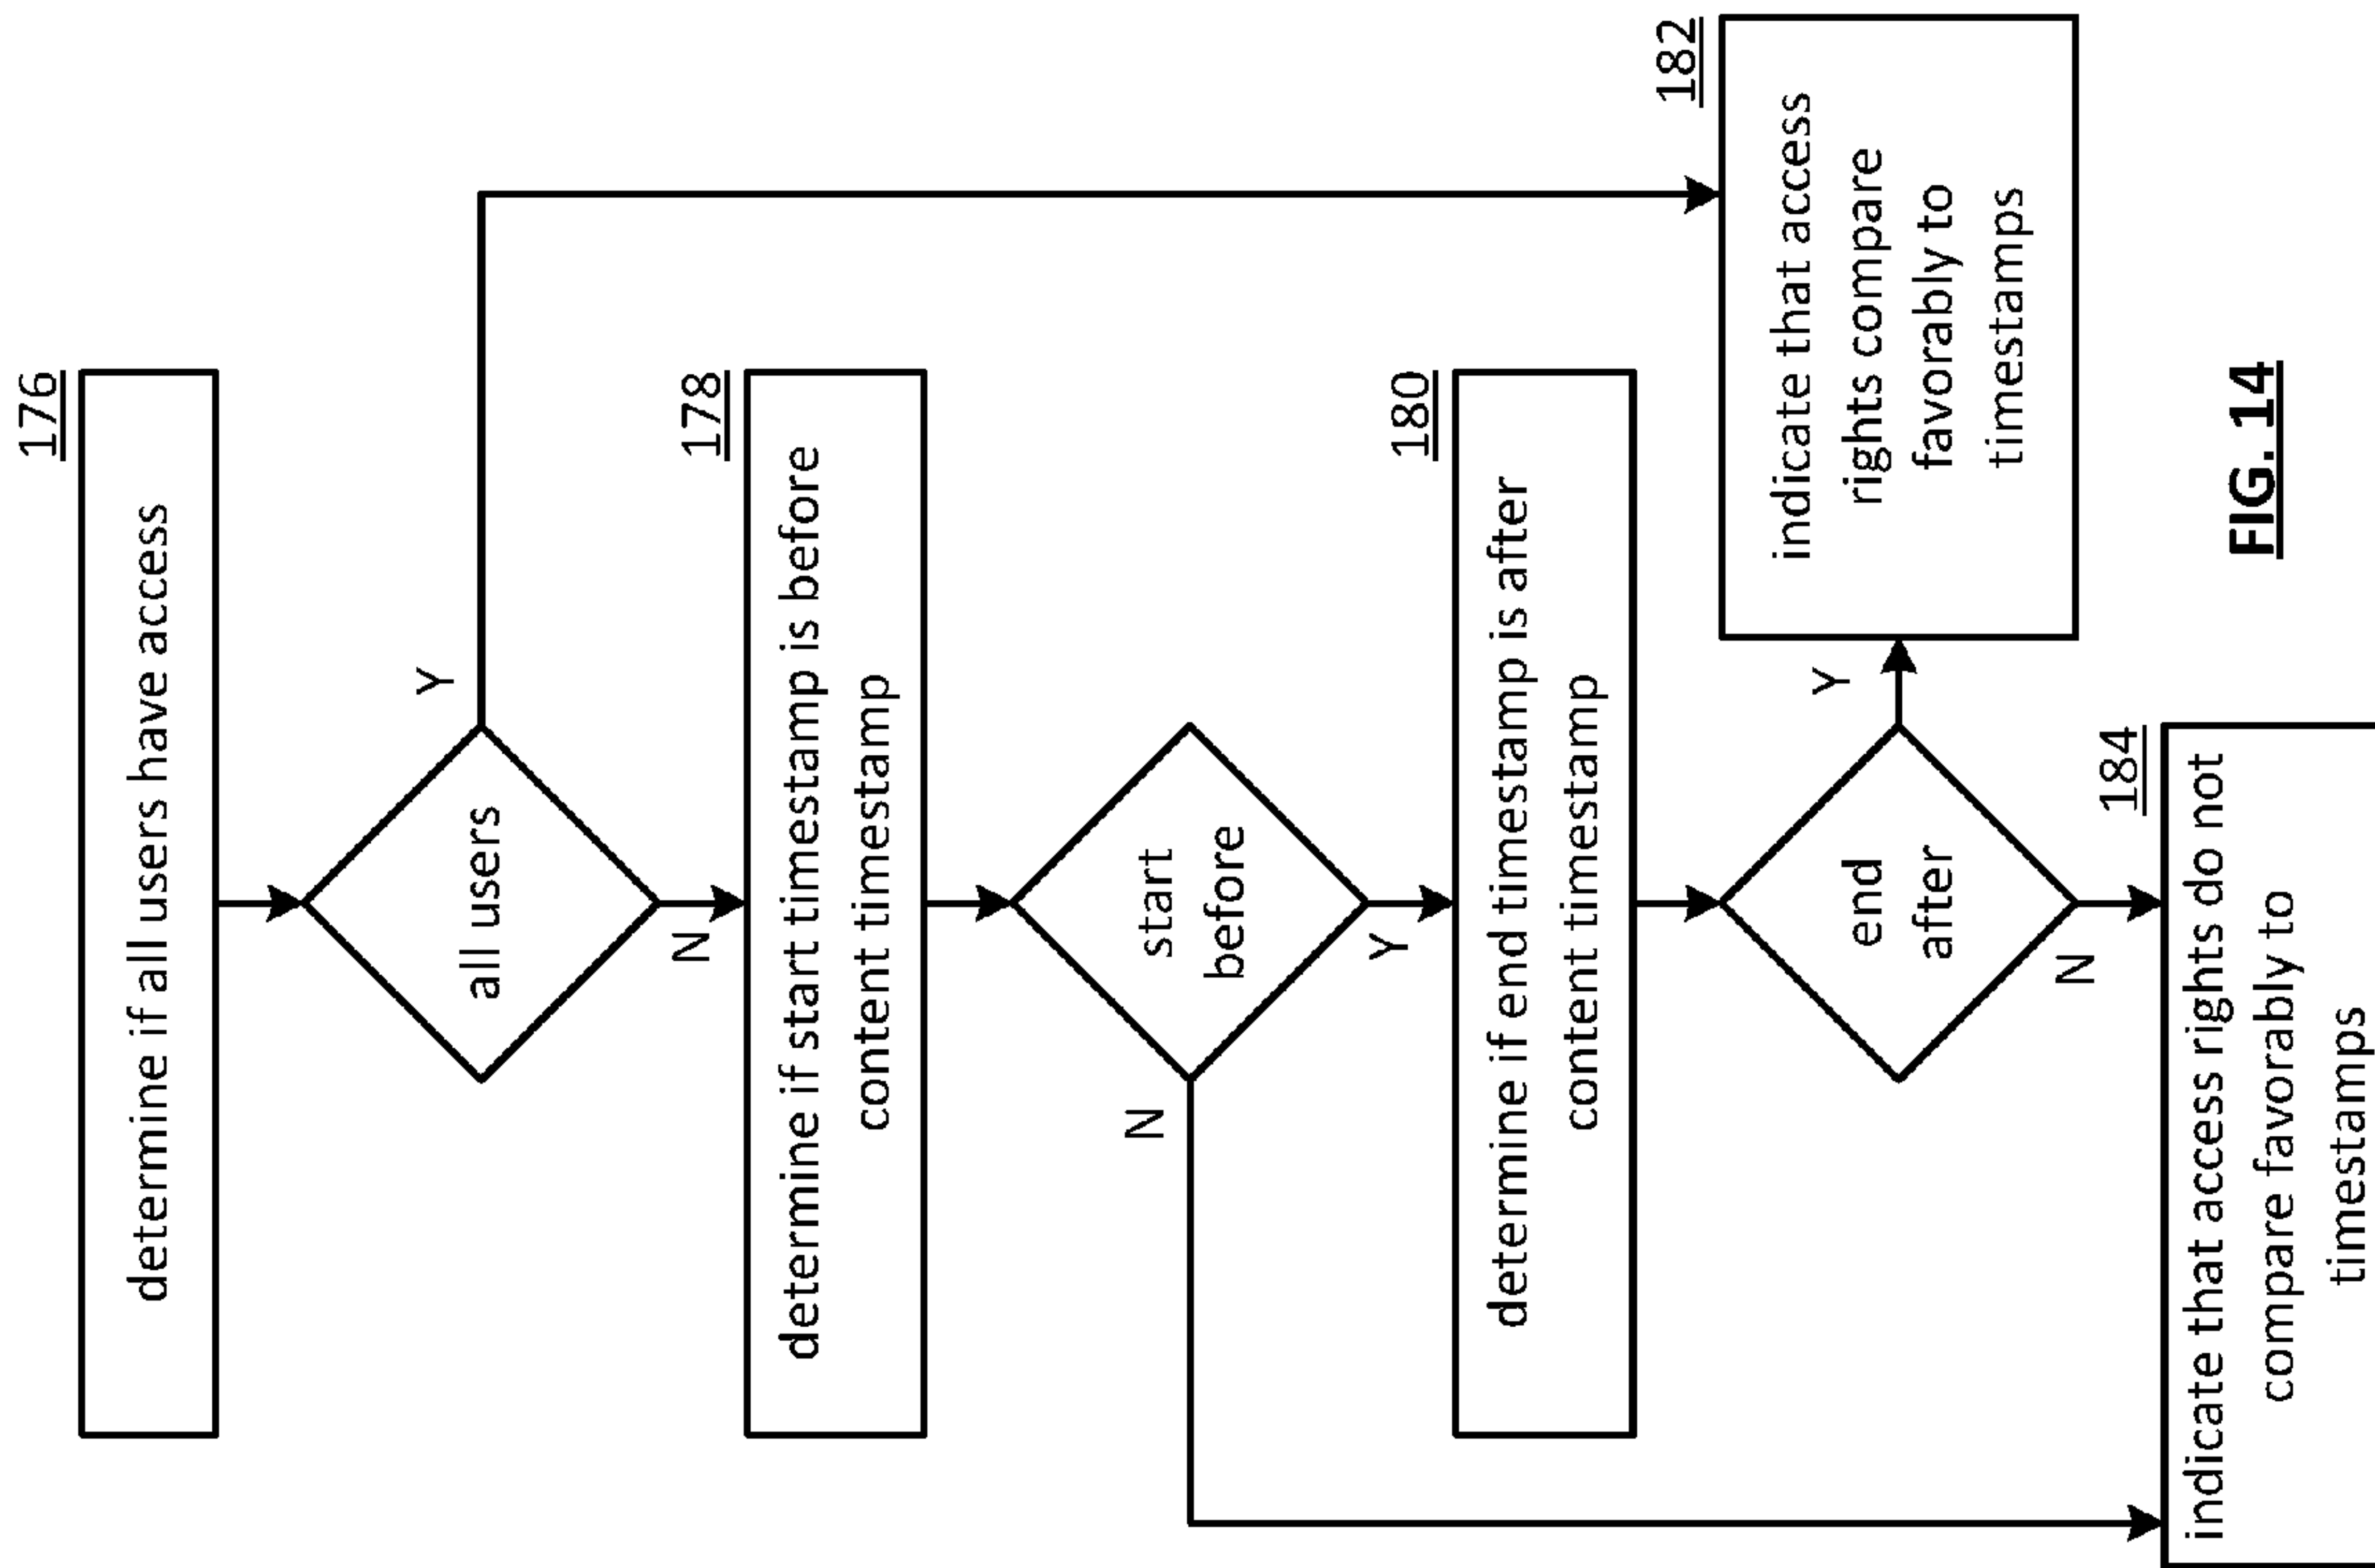 176
determine if all users have access
all users
Y
N
178
determine if start timestamp is before
content timestamp
start
before
N
Y
180
determine if end timestamp is after
content timestamp
end
after
Y
N
182
indicate that access
rights compare
favorably to
timestamps
184
indicate that access rights do not
compare favorably to
timestamps
FIG. 14